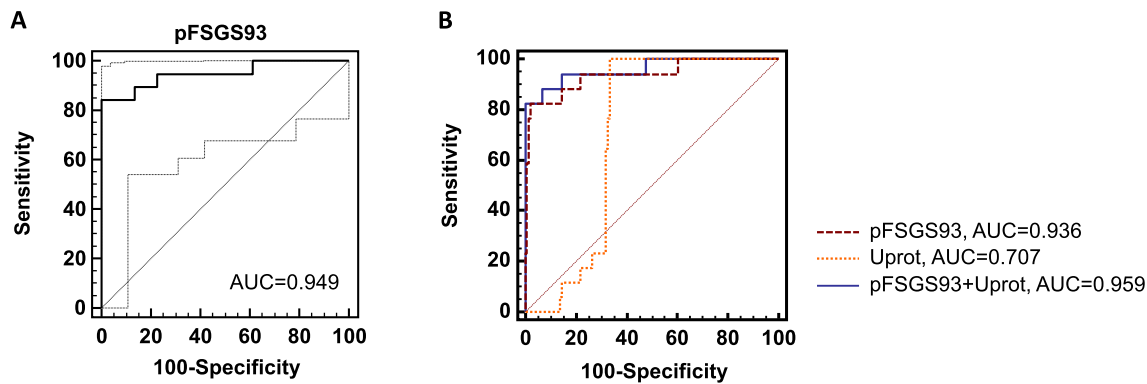 A
pFSGS93
Sensitivity
100
80
60
40
20
0
AUC=0.949
0 20 40 60 80 100
100-Specificity
B
Sensitivity
100
80
60
40
20
0
0 20 40 60 80 100
100-Specificity
pFSGS93, AUC=0.936
Uprot, AUC=0.707
pFSGS93+Uprot, AUC=0.959